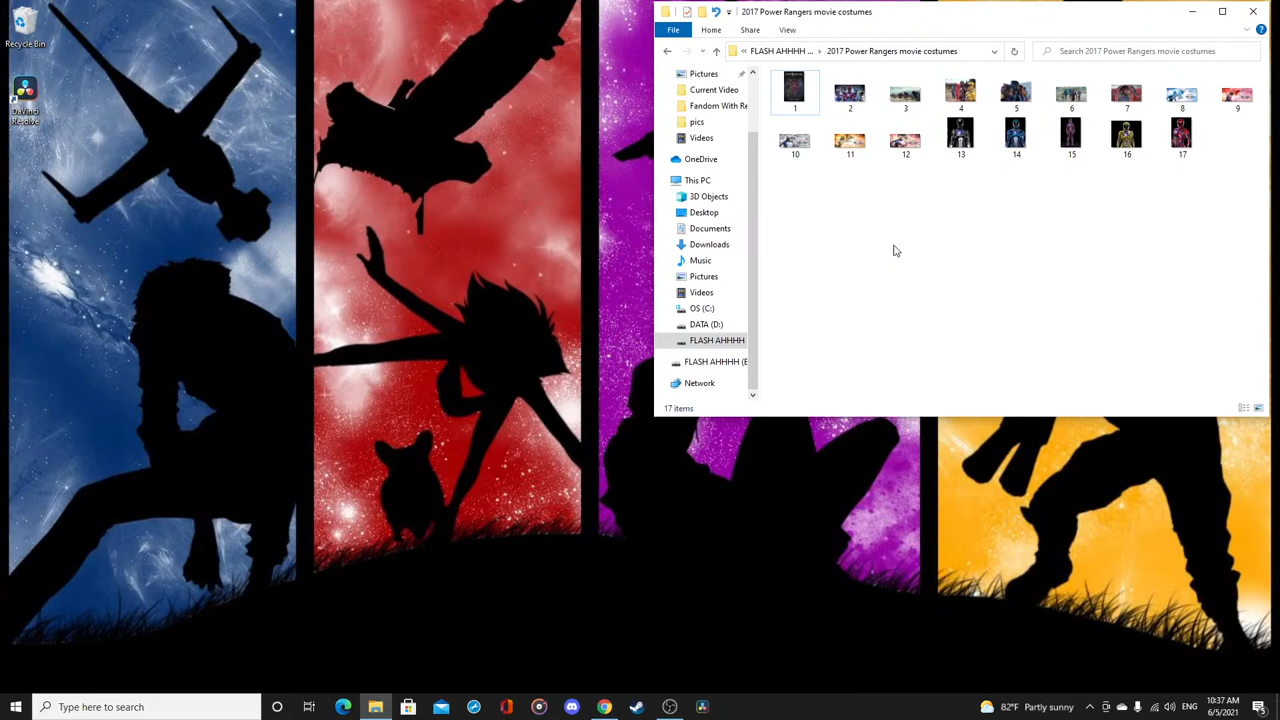 Recycle Bin
DaVinci
Resolve
2017 Power Rangers movie costumes
File Home Share View
FLASH AHHHH ... 2017 Power Rangers movie costumes
Search 2017 Power Rangers movie costumes
Pictures
Current Video
Fandom With Re
pics
Videos
OneDrive
This PC
3D Objects
Desktop
Documents
Downloads
Music
Pictures
Videos
OS (C:)
DATA (D:)
FLASH AHHHH
FLASH AHHHH (E
Network
1 2 3 4 5 6 7 8 9
10 11 12 13 14 15 16 17
17 items
Type here to search
82°F Partly sunny
10:37 AM
6/5/2021